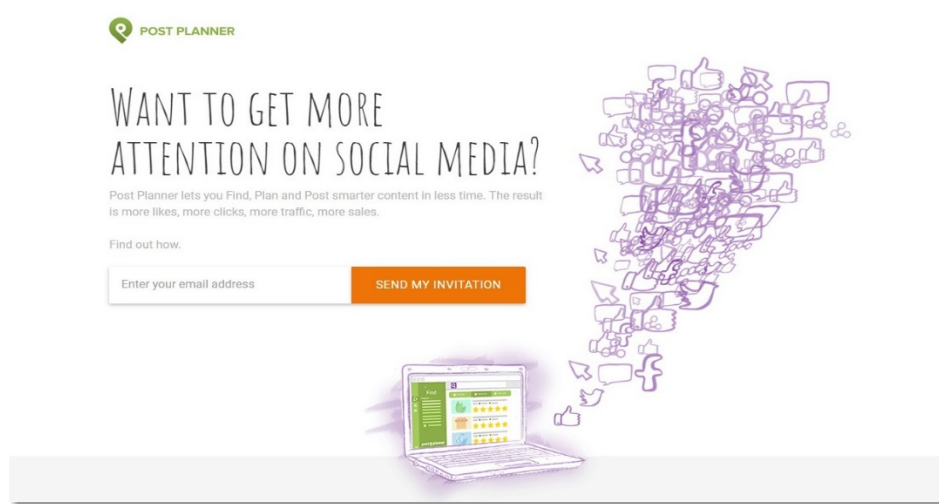 POST PLANNER
WANT TO GET MORE
ATTENTION ON SOCIAL MEDIA?
Post Planner lets you Find, Plan and Post smarter content in less time. The result
is more likes, more clicks, more traffic, more sales.
Find out how.
Enter your email address
SEND MY INVITATION
Find